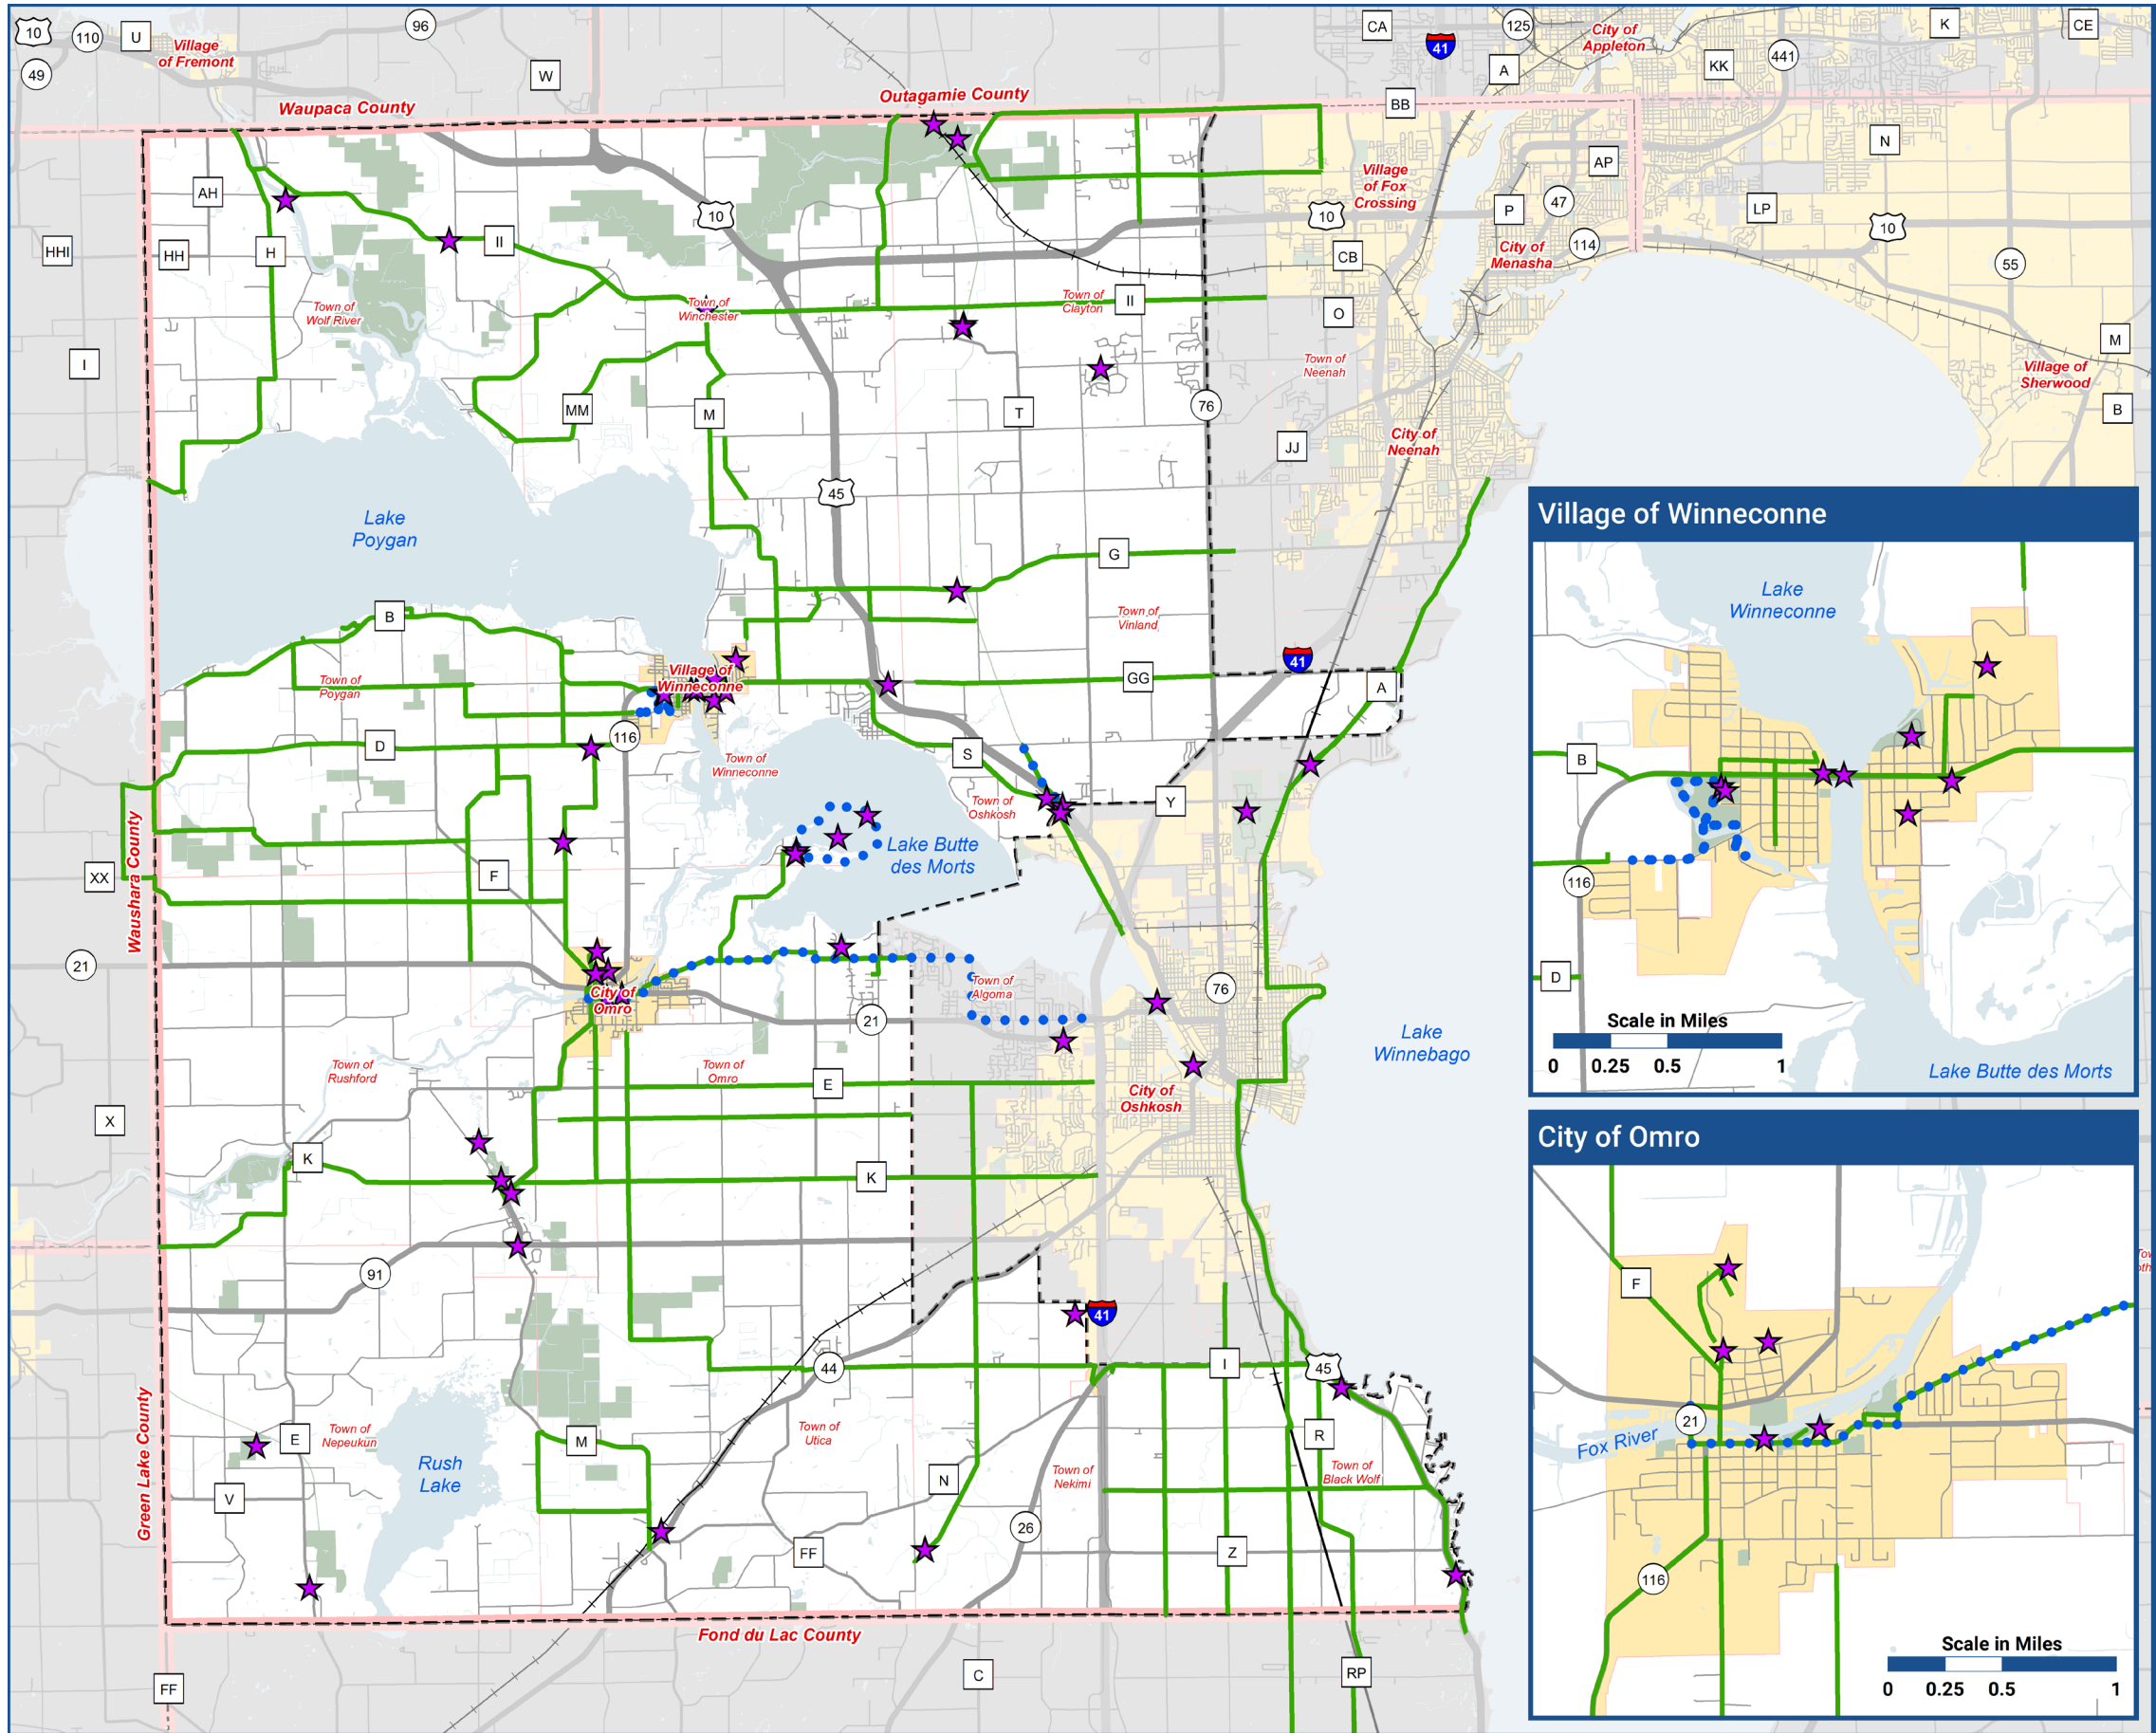 10
110
U
Village
of Fremont
96
CA
41
125
City of
Appleton
K
CE
49
W
A
KK
441
Waupaca County
Outagamie County
BB
N
AH
Village
of Fox
Crossing
AP
47
P
LP
10
10
10
HHI
HH
H
II
CB
City of
Menasha
114
55
Town of
Wolf River
Town of
Winchester
Town of
Clayton
II
O
M
I
Town of
Neenah
Village of
Sherwood
MM
M
T
76
B
City of
Neenah
JJ
45
Lake
Poygan
G
B
Town of
Vinland
41
Village of
Winneconne
Town of
Poygan
GG
A
116
D
Town of
Winneconne
S
Town of
Oshkosh
Y
Lake Butte
des Morts
Waushara County
XX
F
21
Town of
Algoma
76
City of
Omro
21
Lake
Winnebago
Town of
Rushford
Town of
Omro
E
City of
Oshkosh
X
K
K
91
41
44
I
45
Green Lake County
E
Town of
Nepeukun
M
Town of
Utica
R
Rush
Lake
N
Town of
Nekimi
Town of
Black Wolf
V
26
FF
Z
Fond du Lac County
FF
C
RP
Village of Winneconne
Lake
Winneconne
B
116
D
Scale in Miles
0 0.25 0.5 1
Lake Butte des Morts
City of Omro
F
21
Fox River
116
Scale in Miles
0 0.25 0.5 1